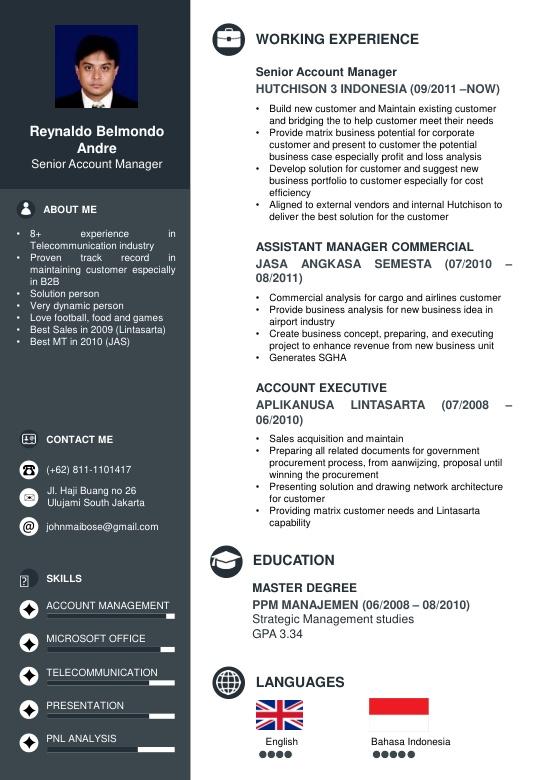 Reynaldo Belmondo
Andre
Senior Account Manager
ABOUT ME
• 8+ experience in
Telecommunication industry
• Proven track record in
maintaining customer especially
in B2B
• Solution person
• Very dynamic person
• Love football, food and games
• Best Sales in 2009 (Lintasarta)
• Best MT in 2010 (JAS)
CONTACT ME
(+62) 811-1101417
Jl. Haji Buang no 26
Ulujami South Jakarta
@ johnmaibose@gmail.com
SKILLS
ACCOUNT MANAGEMENT
MICROSOFT OFFICE
TELECOMMUNICATION
PRESENTATION
PNL ANALYSIS
WORKING EXPERIENCE
Senior Account Manager
HUTCHISON 3 INDONESIA (09/2011 –NOW)
• Build new customer and Maintain existing customer
and bridging the to help customer meet their needs
• Provide matrix business potential for corporate
customer and present to customer the potential
business case especially profit and loss analysis
• Develop solution for customer and suggest new
business portfolio to customer especially for cost
efficiency
• Aligned to external vendors and internal Hutchison to
deliver the best solution for the customer
ASSISTANT MANAGER COMMERCIAL
JASA ANGKASA SEMESTA (07/2010 –
08/2011)
• Commercial analysis for cargo and airlines customer
• Provide business analysis for new business idea in
airport industry
• Create business concept, preparing, and executing
project to enhance revenue from new business unit
• Generates SGHA
ACCOUNT EXECUTIVE
APLIKANUSA LINTASARTA (07/2008 -
06/2010)
• Sales acquisition and maintain
• Preparing all related documents for government
procurement process, from aanwijzing, proposal until
winning the procurement
• Presenting solution and drawing network architecture
for customer
• Providing matrix customer needs and Lintasarta
capability
EDUCATION
MASTER DEGREE
PPM MANAJEMEN (06/2008 – 08/2010)
Strategic Management studies
GPA 3.34
LANGUAGES
English
Bahasa Indonesia